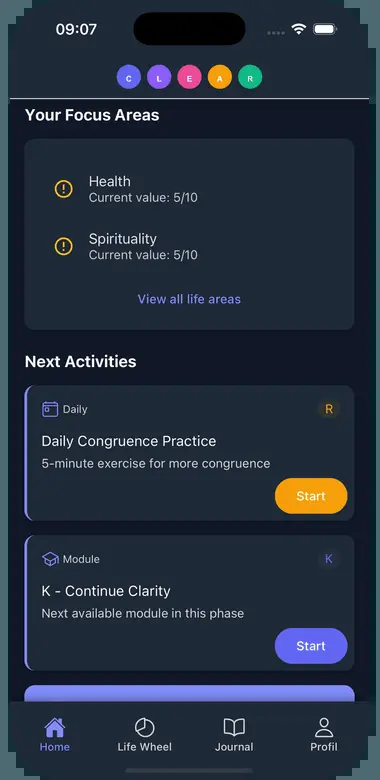 09:07
C L E A R
Your Focus Areas
Health
Current value: 5/10
Spirituality
Current value: 5/10
View all life areas
Next Activities
Daily
R
Daily Congruence Practice
5-minute exercise for more congruence
Start
Module
K
K - Continue Clarity
Next available module in this phase
Start
Home Life Wheel Journal Profil